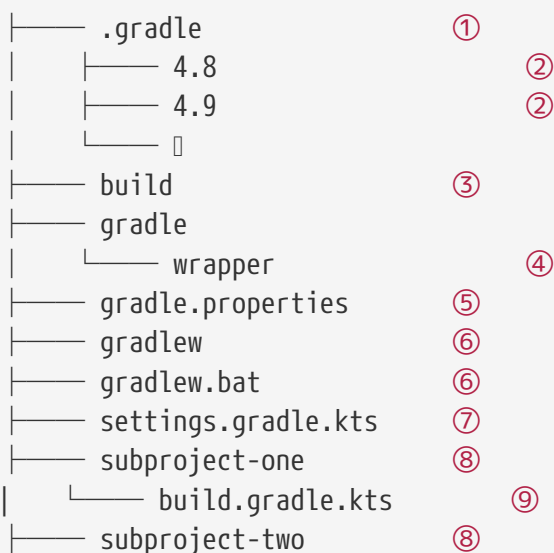 ├── .gradle ①
│ ├── 4.8 ②
│ ├── 4.9 ②
│ └── ▯
├── build ③
├── gradle
│ └── wrapper ④
├── gradle.properties ⑤
├── gradlew ⑥
├── gradlew.bat ⑥
├── settings.gradle.kts ⑦
├── subproject-one ⑧
| └── build.gradle.kts ⑨
├── subproject-two ⑧